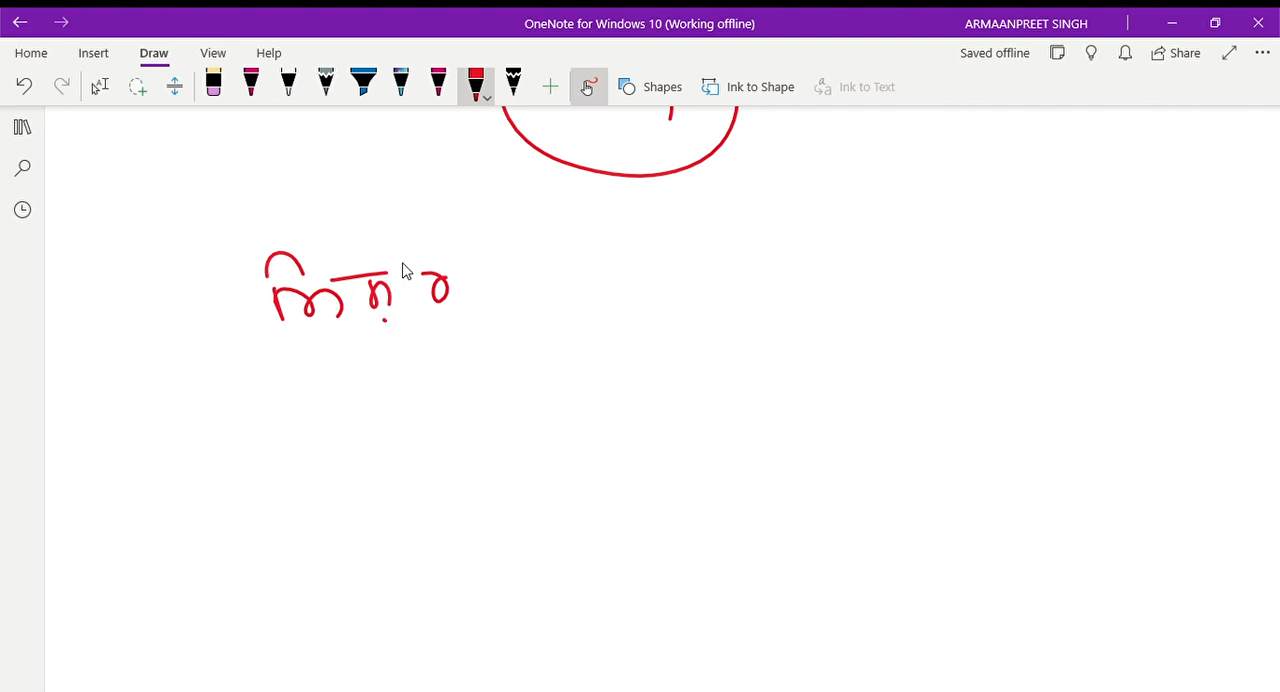 OneNote for Windows 10 (Working offline)
ARMAANPREET SINGH
Home Insert Draw View Help
Saved offline
Share
Shapes
Ink to Shape
Ink to Text